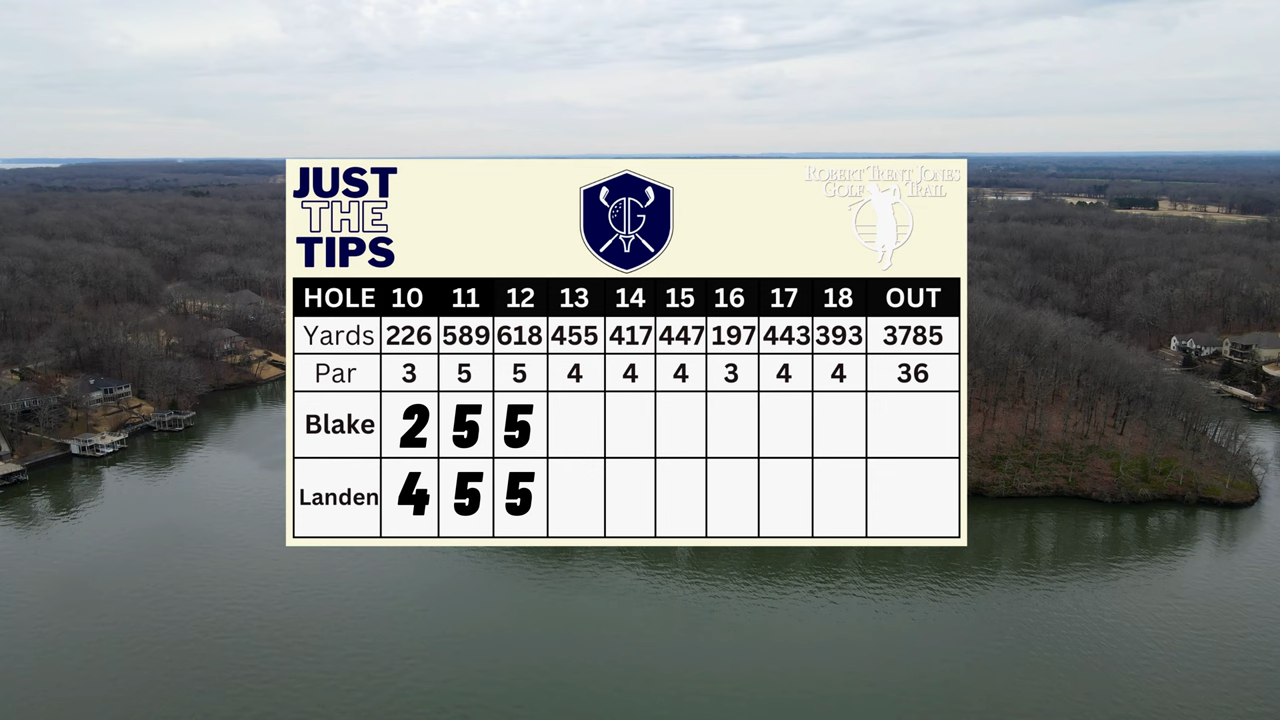 JUST
THE
TIPS
JG
ROBERT TRENT JONES
GOLF TRAIL
HOLE 10 11 12 13 14 15 16 17 18 OUT
Yards 226 589 618 455 417 447 197 443 393 3785
Par 3 5 5 4 4 4 3 4 4 36
Blake 2 5 5
Landen 4 5 5